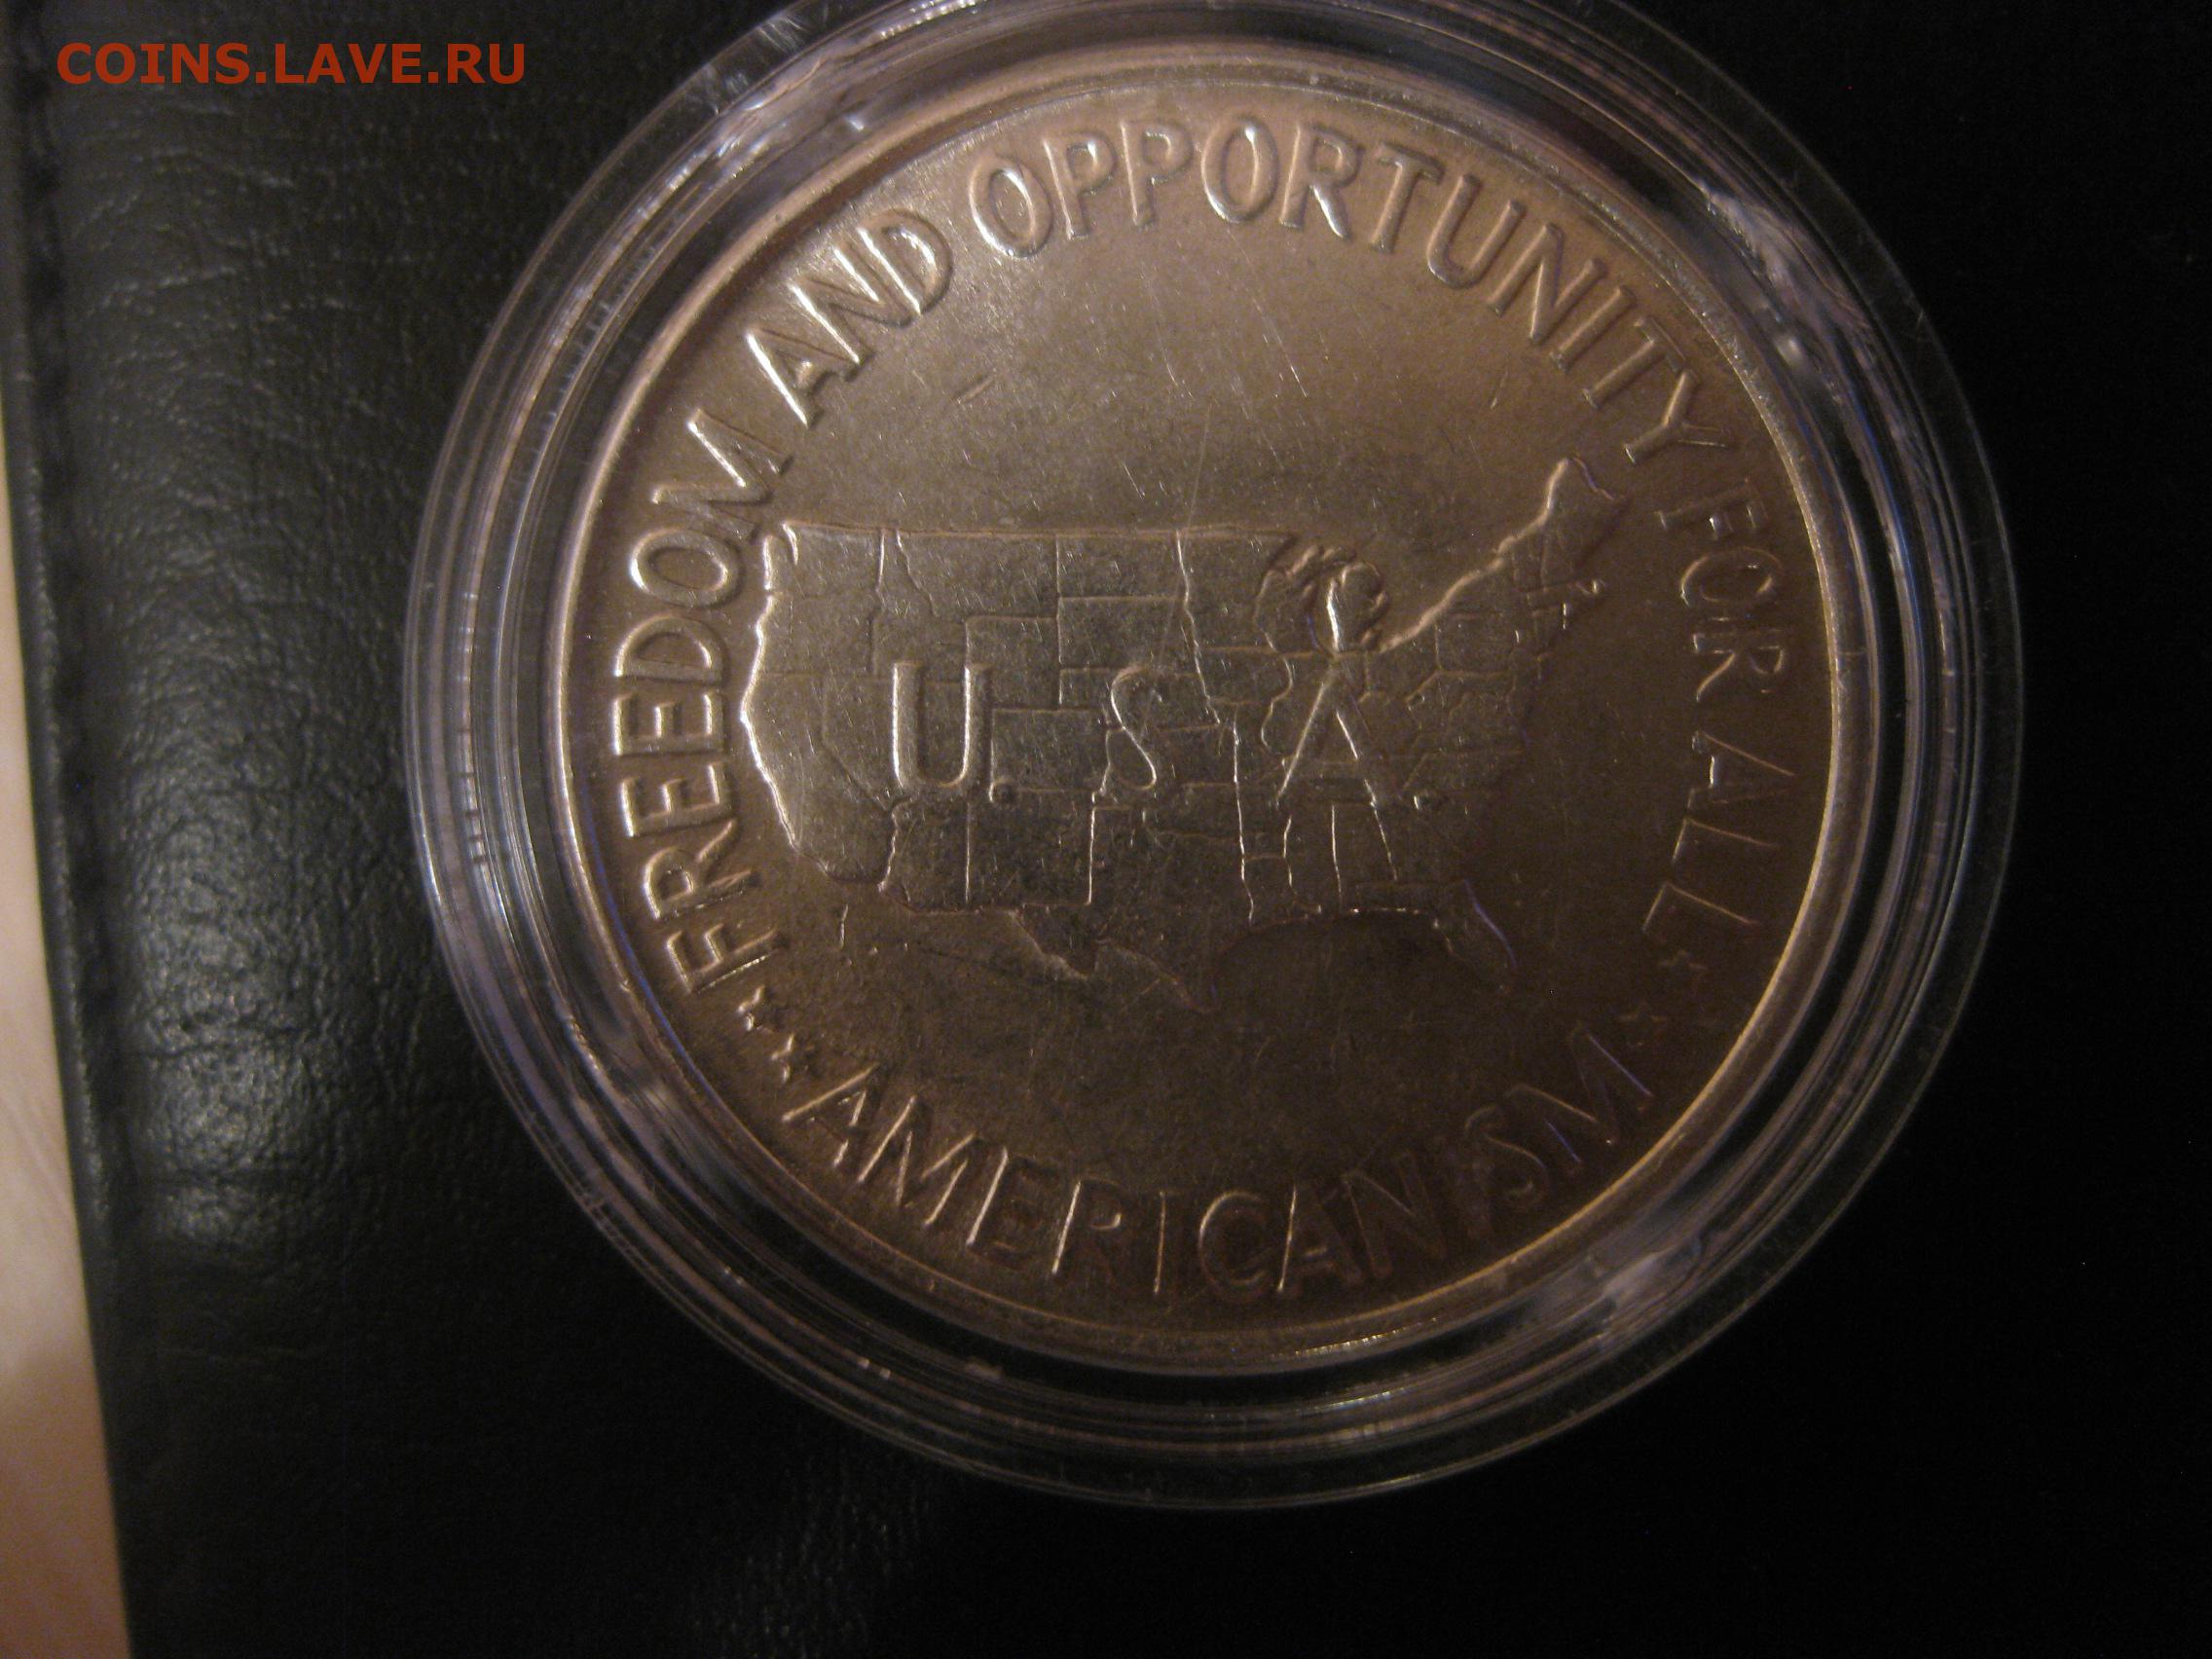 COINS.LAVE.RU
FREEDOM AND OPPORTUNITY FOR ALL
U.S.A.
AMERICANISM